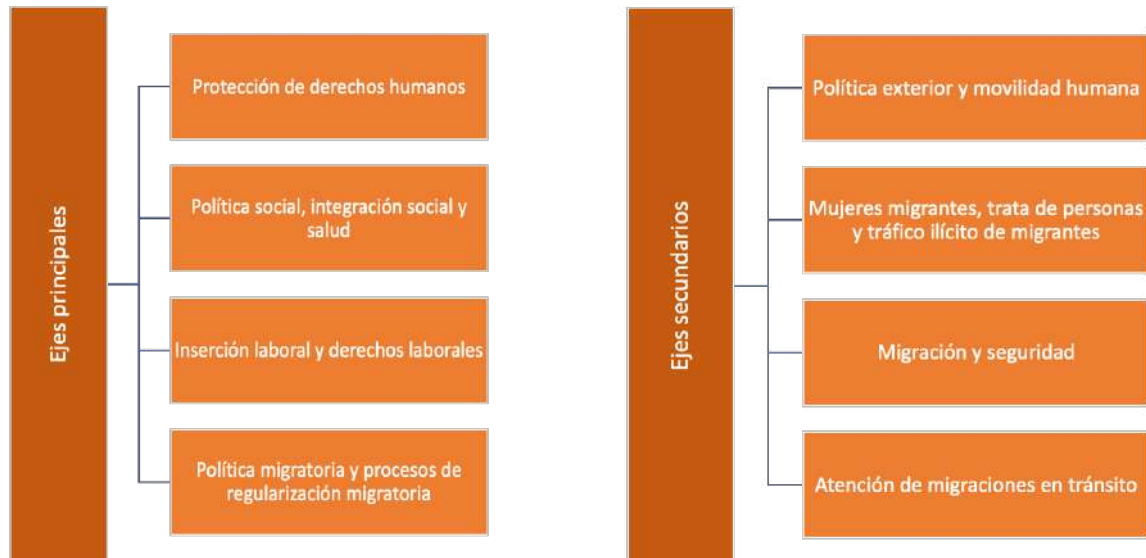 Ejes principales
Protección de derechos humanos
Política social, integración social y
salud
Inserción laboral y derechos laborales
Política migratoria y procesos de
regularización migratoria
Ejes secundarios
Política exterior y movilidad humana
Mujeres migrantes, trata de personas
y tráfico ilícito de migrantes
Migración y seguridad
Atención de migraciones en tránsito